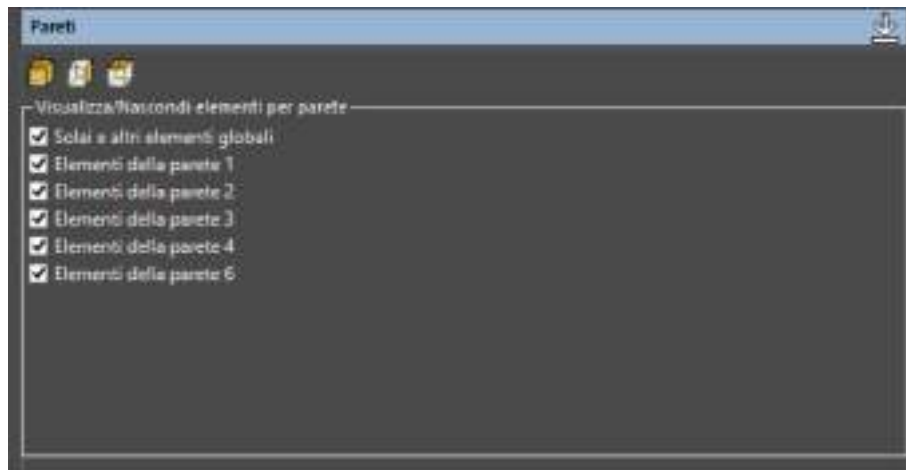 Pareti
Visualizza/Nascondi elementi per parete
Solai e altri elementi globali
Elementi della parete 1
Elementi della parete 2
Elementi della parete 3
Elementi della parete 4
Elementi della parete 6